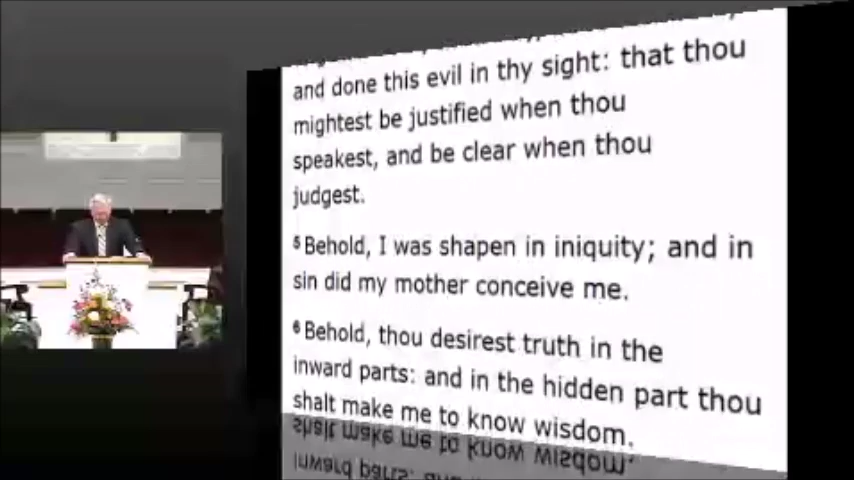 and done this evil in thy sight: that thou
mightest be justified when thou
speakest, and be clear when thou
judgest.
5 Behold, I was shapen in iniquity; and in
sin did my mother conceive me.
6 Behold, thou desirest truth in the
inward parts: and in the hidden part thou
shalt make me to know wisdom.